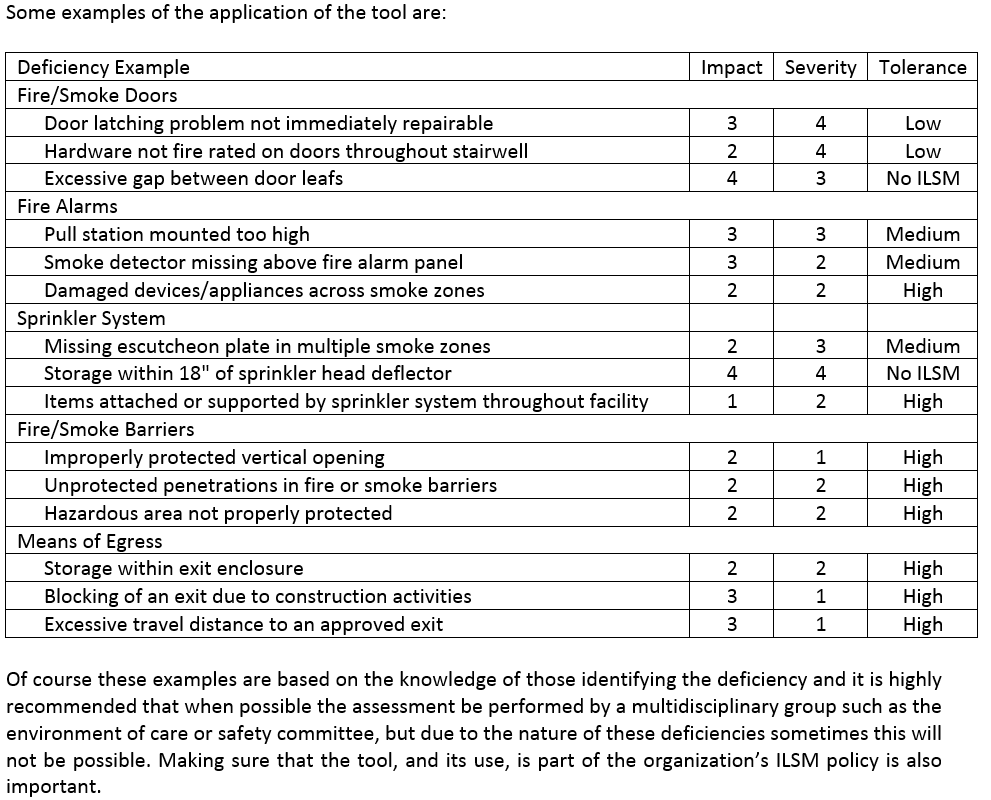 Some examples of the application of the tool are:
Deficiency Example Impact Severity Tolerance
Fire/Smoke Doors
Door latching problem not immediately repairable 3 4 Low
Hardware not fire rated on doors throughout stairwell 2 4 Low
Excessive gap between door leafs 4 3 No ILSM
Fire Alarms
Pull station mounted too high 3 3 Medium
Smoke detector missing above fire alarm panel 3 2 Medium
Damaged devices/appliances across smoke zones 2 2 High
Sprinkler System
Missing escutcheon plate in multiple smoke zones 2 3 Medium
Storage within 18" of sprinkler head deflector 4 4 No ILSM
Items attached or supported by sprinkler system throughout facility 1 2 High
Fire/Smoke Barriers
Improperly protected vertical opening 2 1 High
Unprotected penetrations in fire or smoke barriers 2 2 High
Hazardous area not properly protected 2 2 High
Means of Egress
Storage within exit enclosure 2 2 High
Blocking of an exit due to construction activities 3 1 High
Excessive travel distance to an approved exit 3 1 High
Of course these examples are based on the knowledge of those identifying the deficiency and it is highly
recommended that when possible the assessment be performed by a multidisciplinary group such as the
environment of care or safety committee, but due to the nature of these deficiencies sometimes this will
not be possible. Making sure that the tool, and its use, is part of the organization’s ILSM policy is also
important.